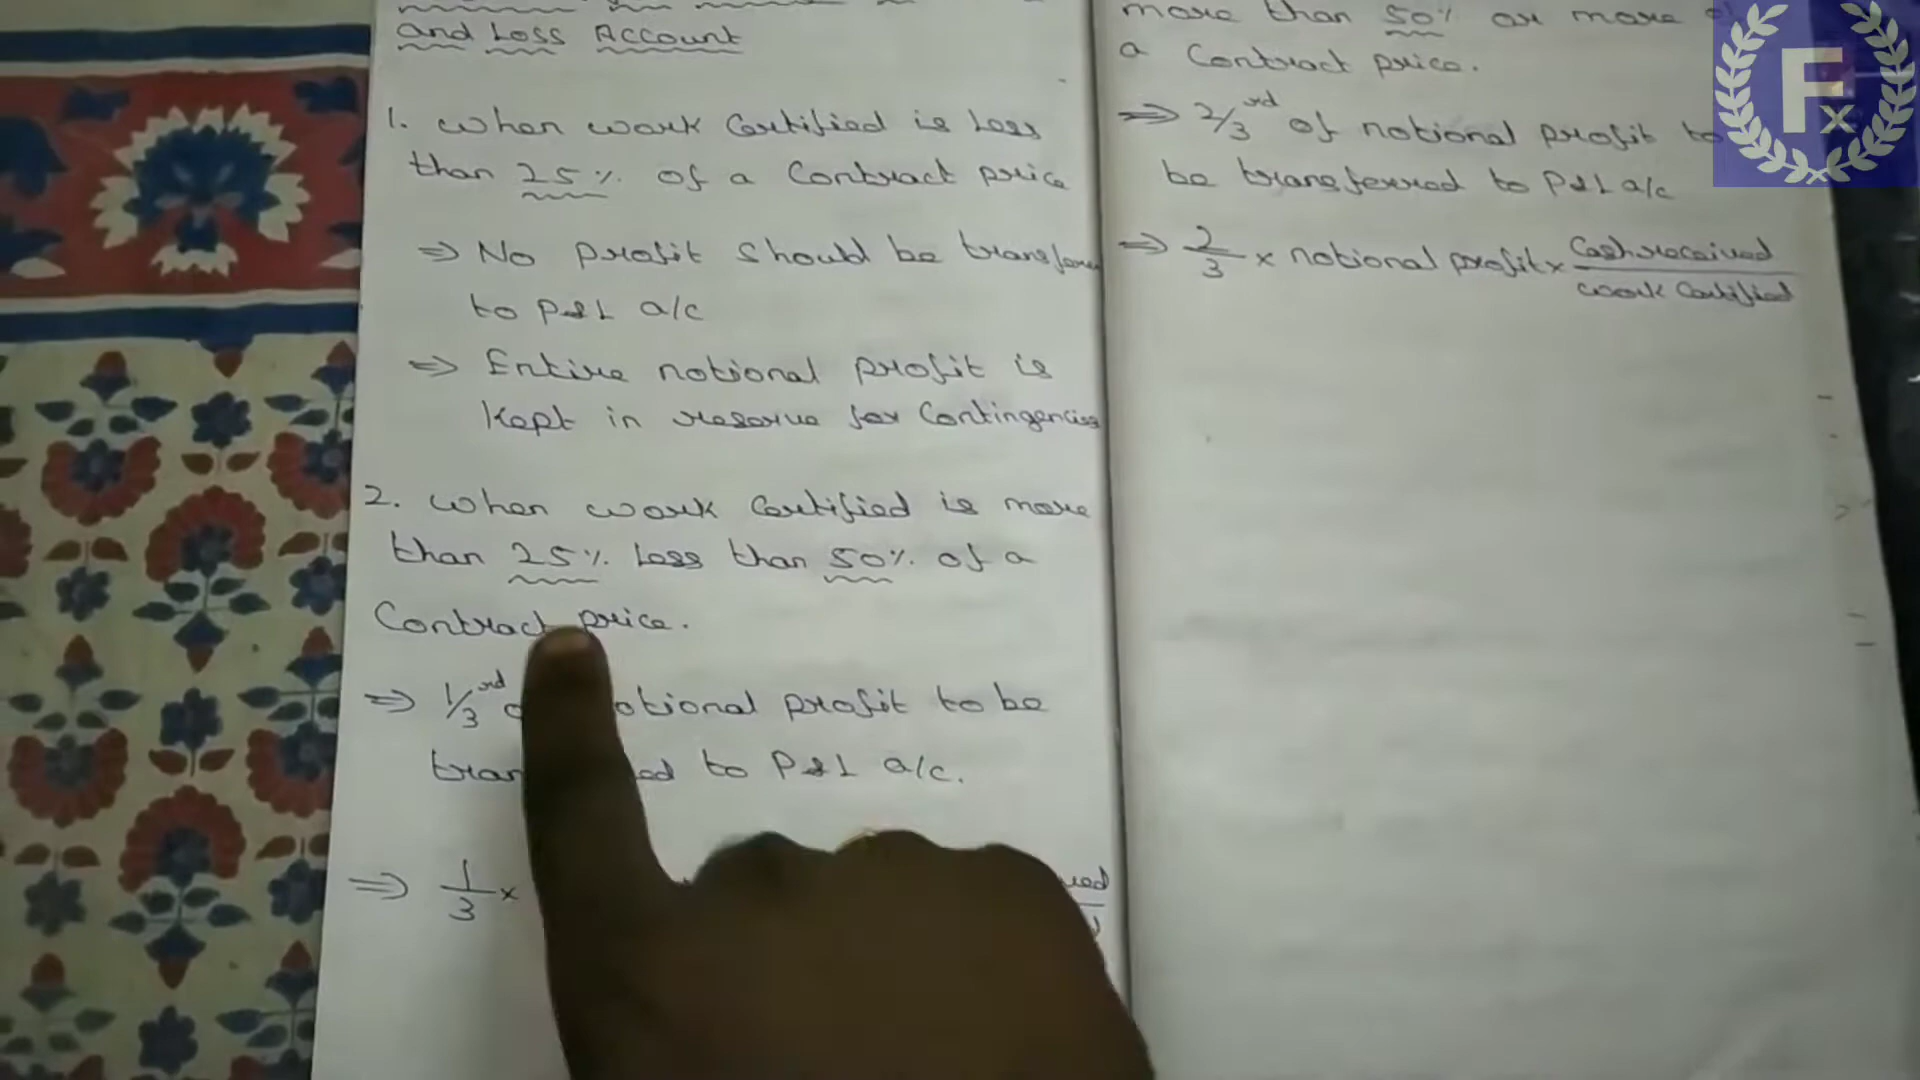 and Loss Account
1. When work Certified is Less
than 25% of a Contract price
⇒ No profit should be
to P&L a/c
⇒ Entire notional profit is
Kept in reserve for Contingencies
2. When work Certified is more
than 25% Less than 50% of a
Contract price.
⇒ 1/3rd notional profit to be
to P&L a/c.
⇒ 1/3 ×
more than 50% or more
a Contract price.
⇒ 2/3rd of notional profit to
be transferred to P&L a/c
⇒ 2/3 × notional profit × Cash received
work Certified
Fx